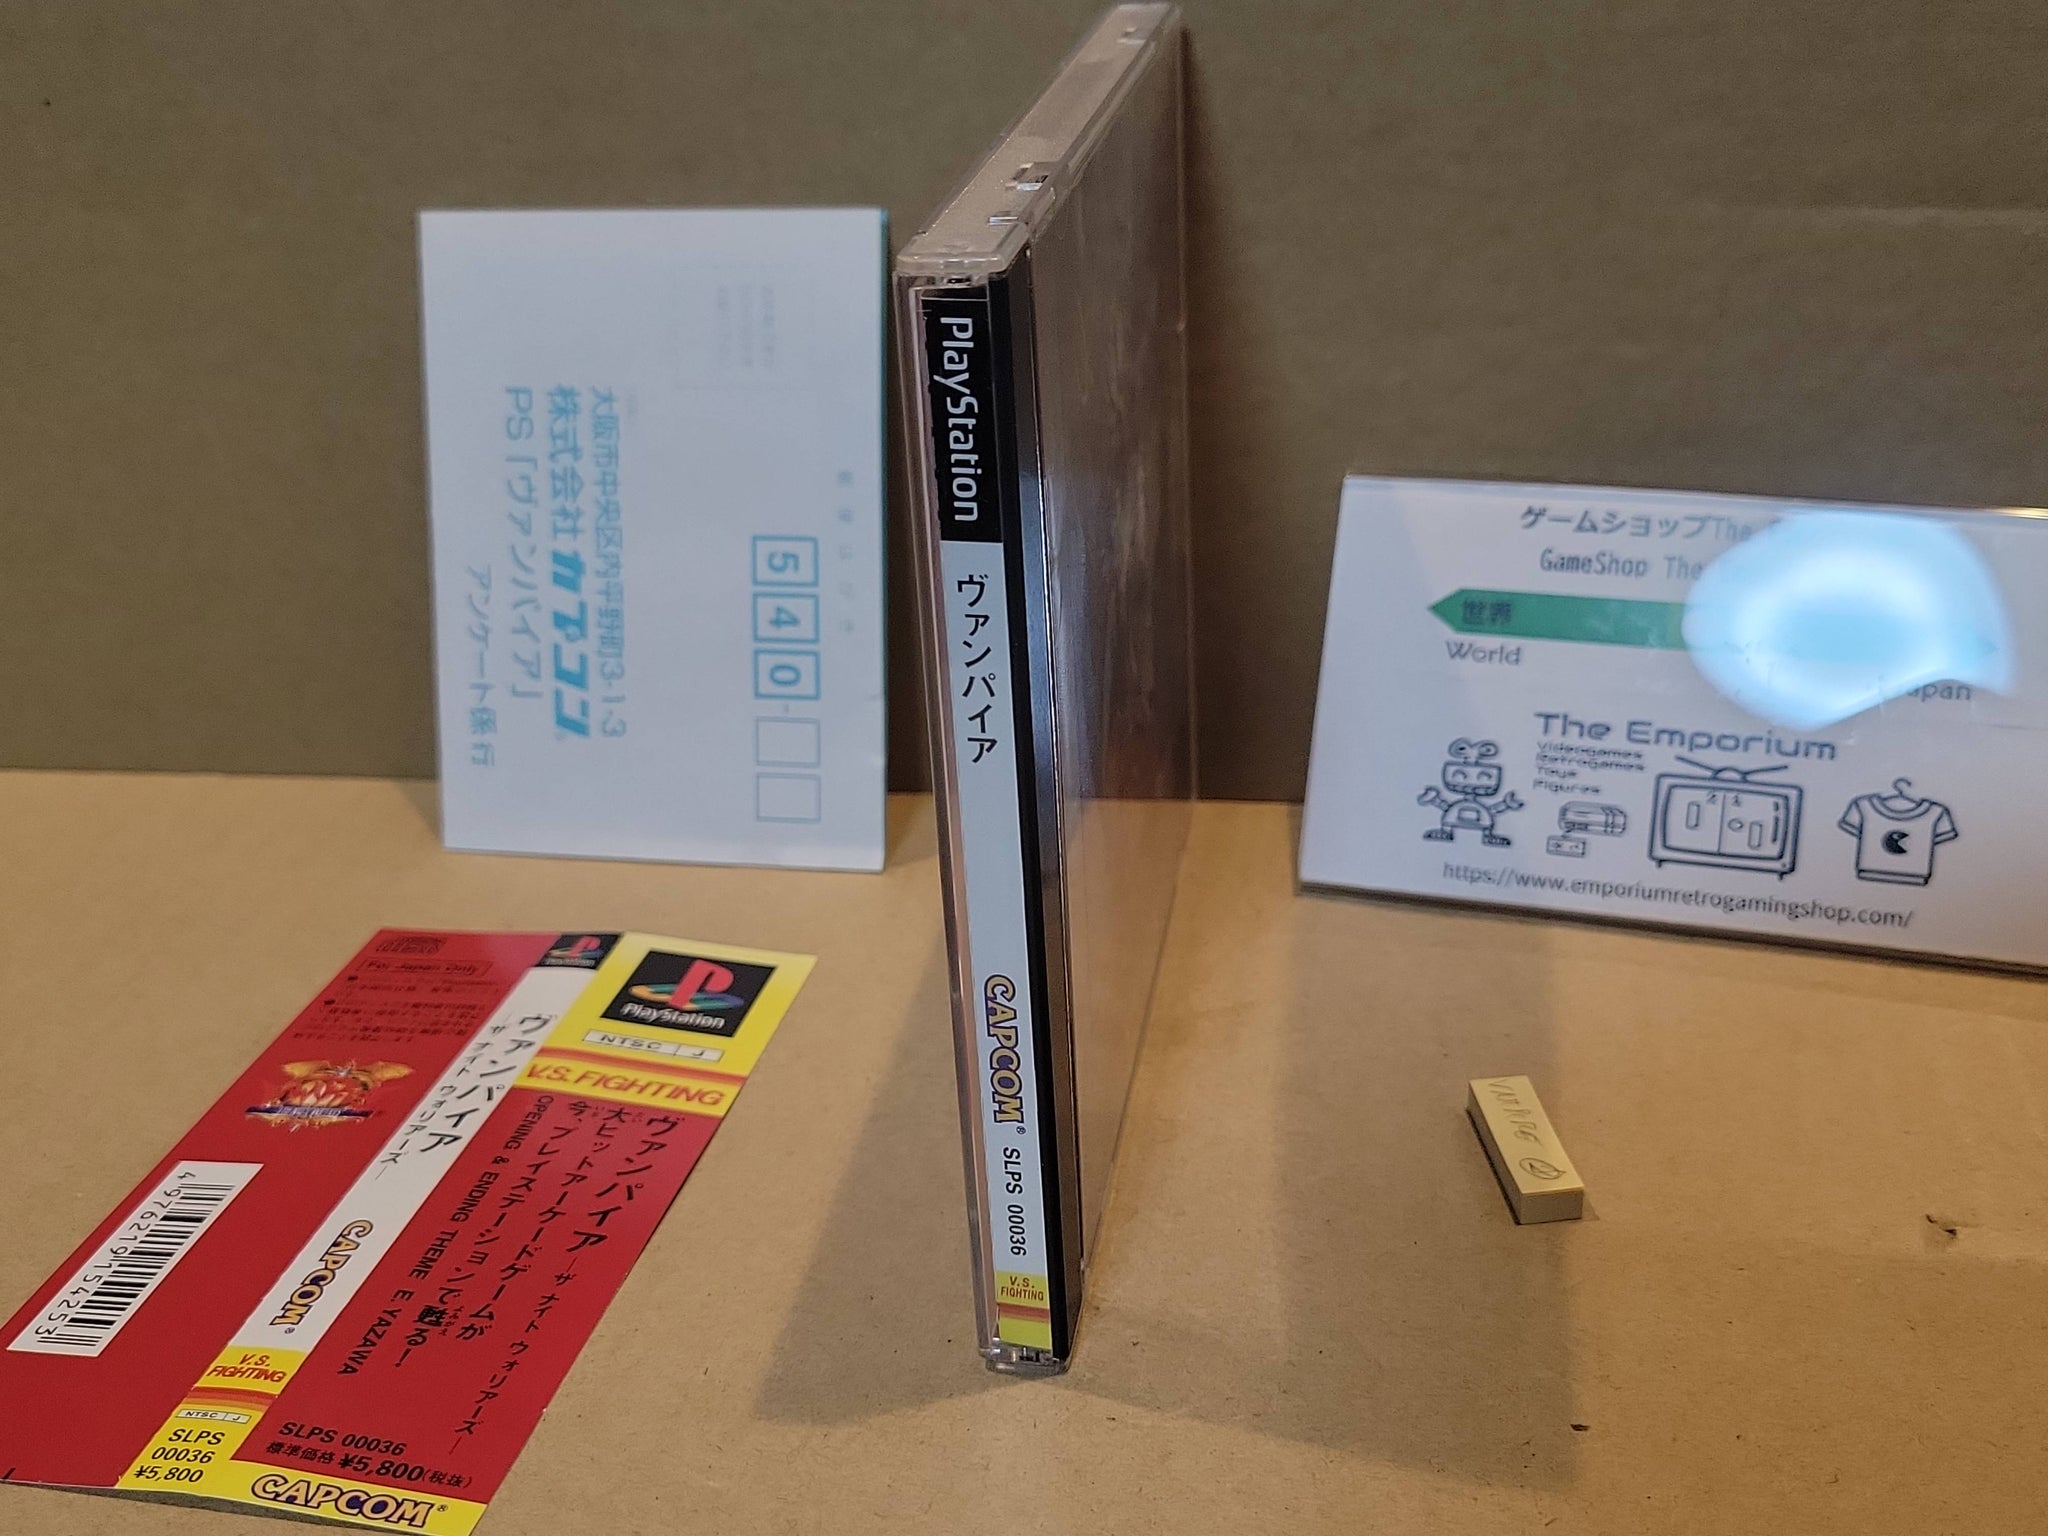 大阪市中央区内平野町3-1-3
株式会社カプコン
PS「ヴァンパイア」
アンケート係行
540
PlayStation
ヴァンパイア
CAPCOM®
SLPS 00036
V.S.
FIGHTING
ゲームショップThe
GameShop The
世界
World
The Emporium
Videogames
RetroGames
Toys
Figures
https://www.emporiumretrogamingshop.com/
For Japan Only
4976219154253
PlayStation
ヴァンパイア
―ザ ナイト ウォリアーズ―
CAPCOM®
V.S.
FIGHTING
NTSC J
SLPS
00036
¥5,800
PlayStation
NTSC J
V.S. FIGHTING
ヴァンパイア―ザ ナイト ウォリアーズ―
大ヒットアーケードゲームが
今、プレイステーションで甦る!
OPENING & ENDING THEME E. YAZAWA
SLPS 00036
標準価格 ¥5,800(税抜)
CAPCOM®